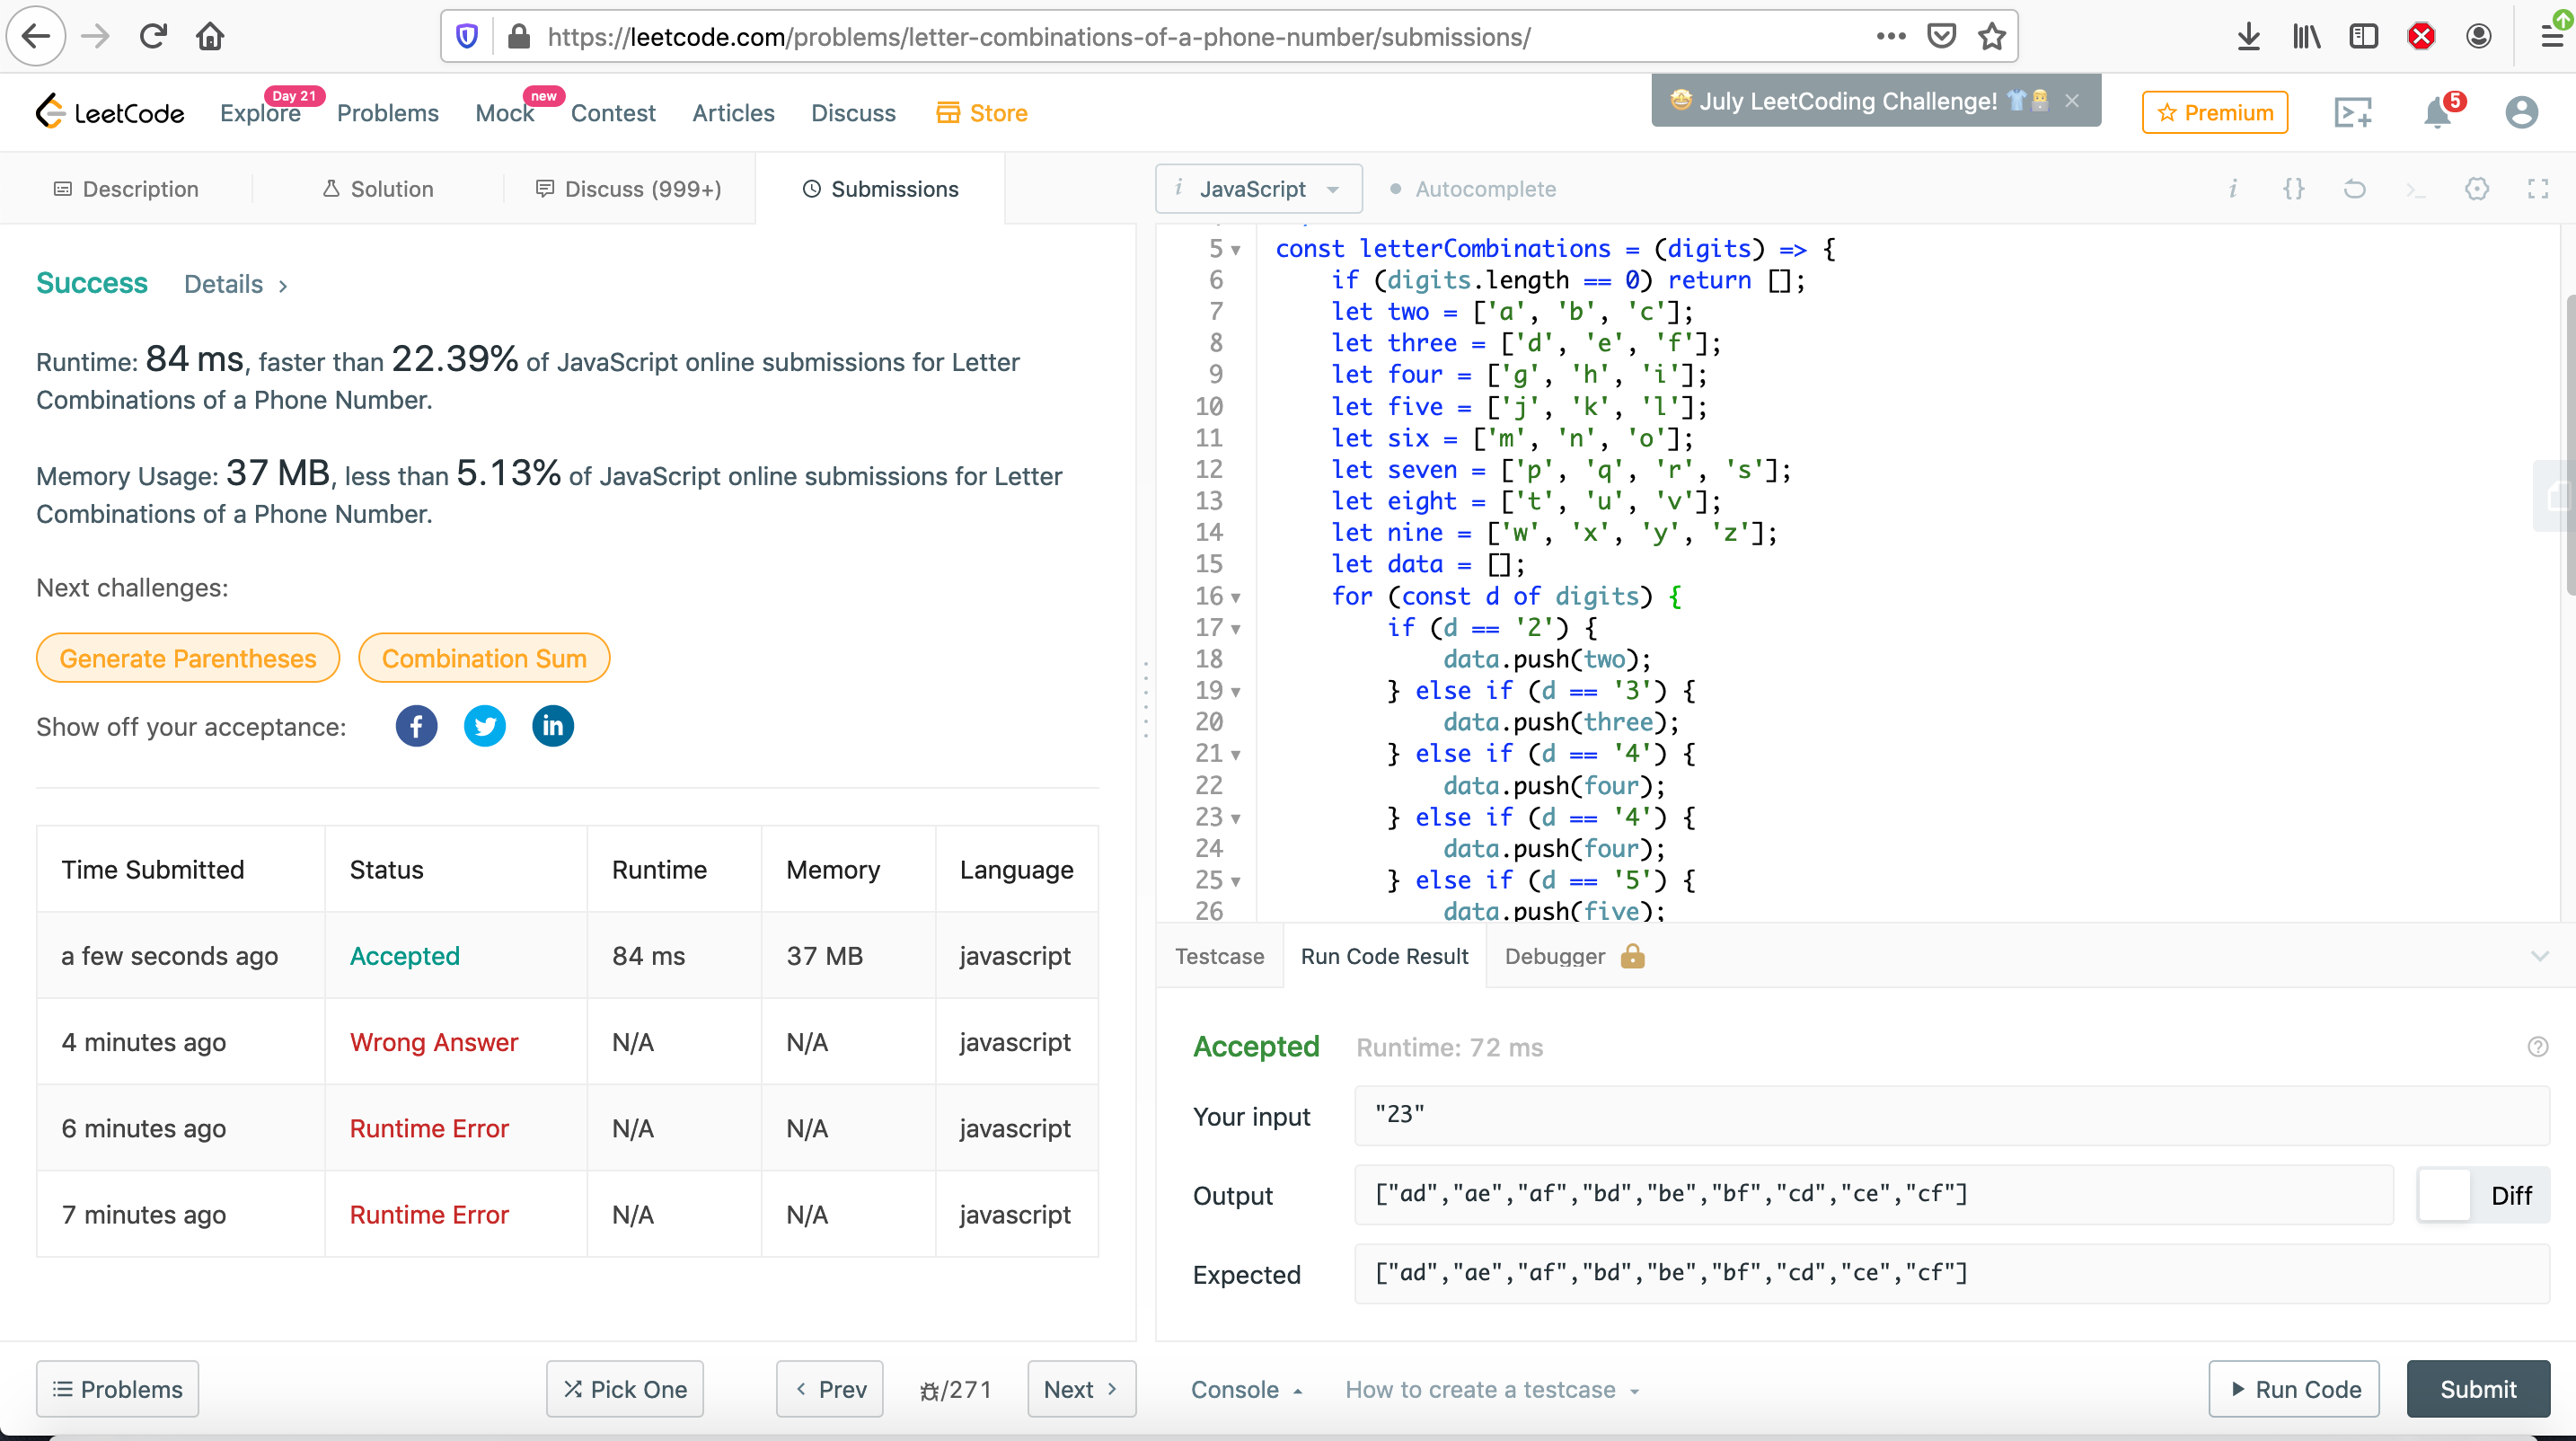 https://leetcode.com/problems/letter-combinations-of-a-phone-number/submissions/
LeetCode
Explore
Day 21
Problems
Mock
new
Contest
Articles
Discuss
Store
July LeetCoding Challenge!
Premium
5
Description
Solution
Discuss (999+)
Submissions
i JavaScript
Autocomplete
Success
Details
Runtime: 84 ms, faster than 22.39% of JavaScript online submissions for Letter
Combinations of a Phone Number.
Memory Usage: 37 MB, less than 5.13% of JavaScript online submissions for Letter
Combinations of a Phone Number.
Next challenges:
Generate Parentheses
Combination Sum
Show off your acceptance:
Time Submitted Status Runtime Memory Language
a few seconds ago Accepted 84 ms 37 MB javascript
4 minutes ago Wrong Answer N/A N/A javascript
6 minutes ago Runtime Error N/A N/A javascript
7 minutes ago Runtime Error N/A N/A javascript
5 const letterCombinations = (digits) => {
6 if (digits.length == 0) return [];
7 let two = ['a', 'b', 'c'];
8 let three = ['d', 'e', 'f'];
9 let four = ['g', 'h', 'i'];
10 let five = ['j', 'k', 'l'];
11 let six = ['m', 'n', 'o'];
12 let seven = ['p', 'q', 'r', 's'];
13 let eight = ['t', 'u', 'v'];
14 let nine = ['w', 'x', 'y', 'z'];
15 let data = [];
16 for (const d of digits) {
17 if (d == '2') {
18 data.push(two);
19 } else if (d == '3') {
20 data.push(three);
21 } else if (d == '4') {
22 data.push(four);
23 } else if (d == '4') {
24 data.push(four);
25 } else if (d == '5') {
26 data.push(five);
Testcase
Run Code Result
Debugger
Accepted
Runtime: 72 ms
Your input
"23"
Output
["ad","ae","af","bd","be","bf","cd","ce","cf"]
Diff
Expected
["ad","ae","af","bd","be","bf","cd","ce","cf"]
Problems
Pick One
Prev
/271
Next
Console
How to create a testcase
Run Code
Submit